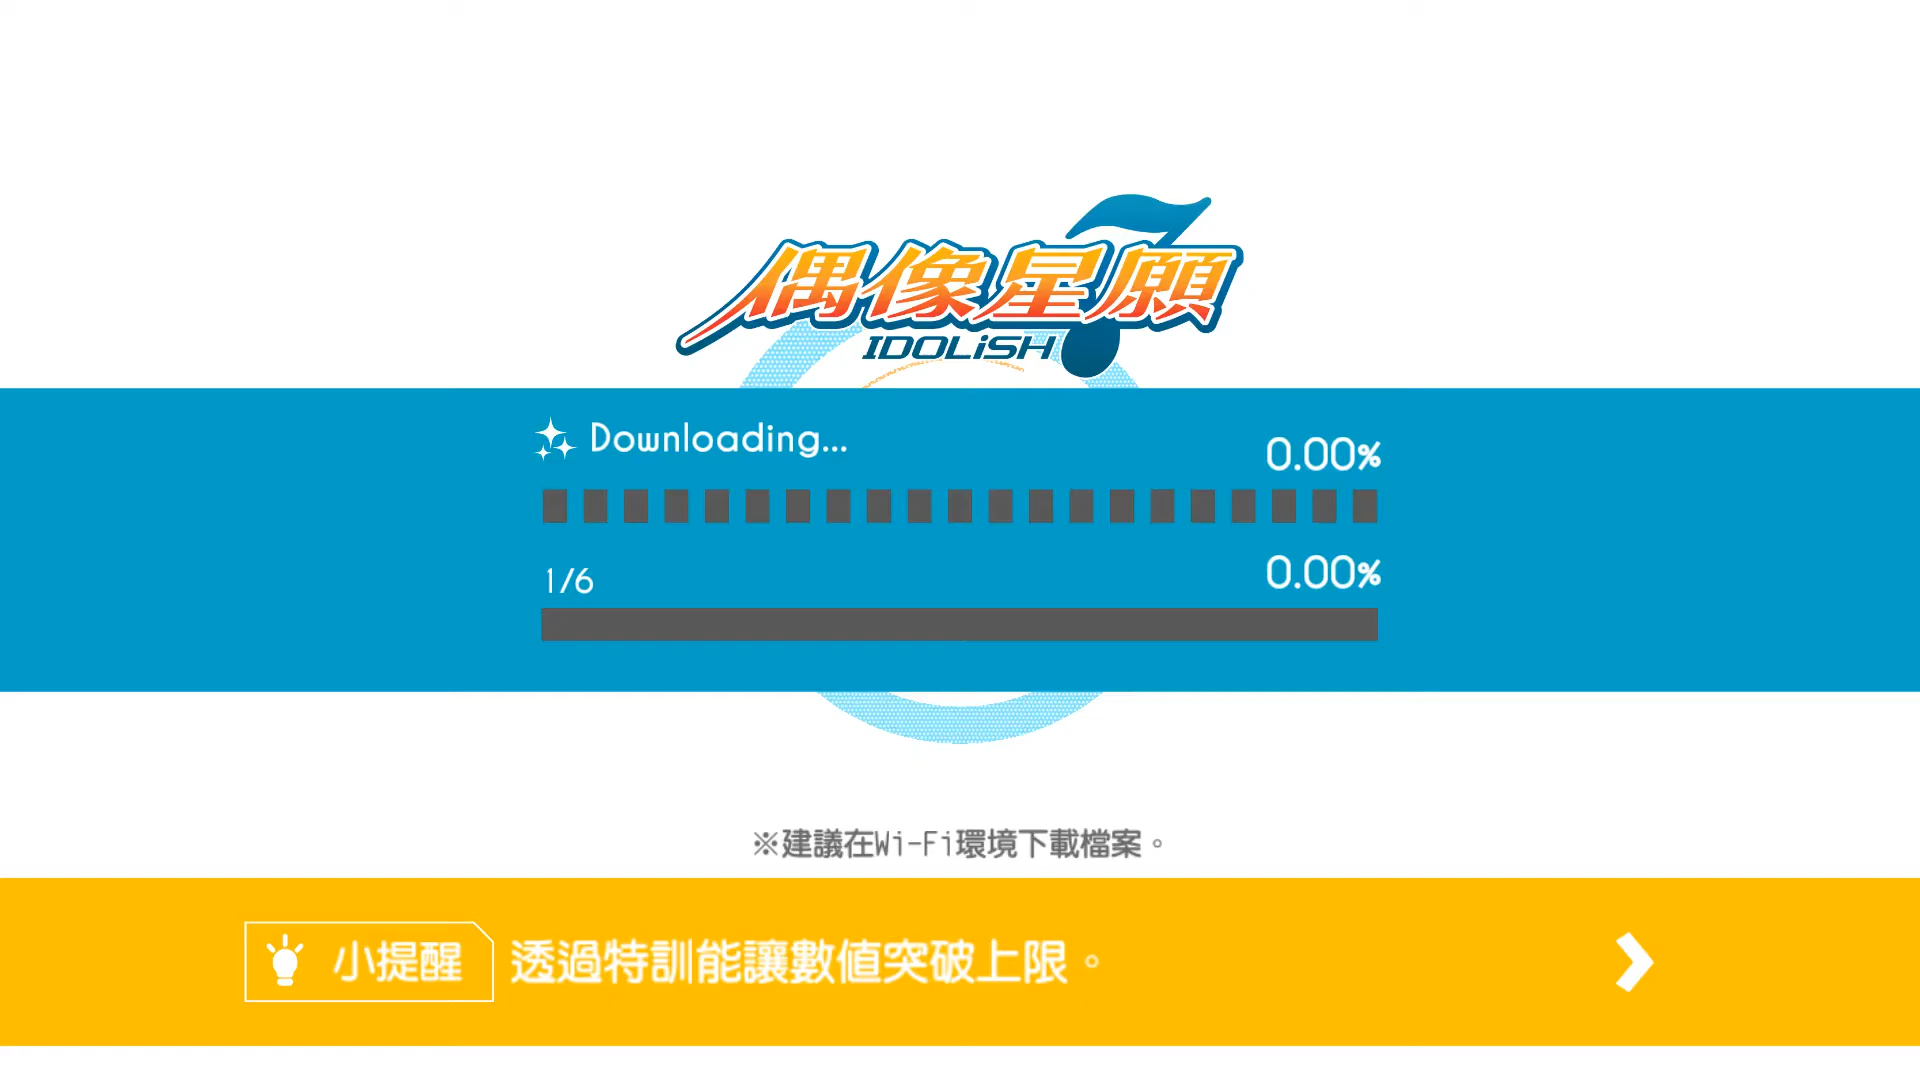 偶像星願
IDOLiSH7
Downloading...
0.00%
1/6
0.00%
※建議在Wi-Fi環境下載檔案。
小提醒
透過特訓能讓數值突破上限。